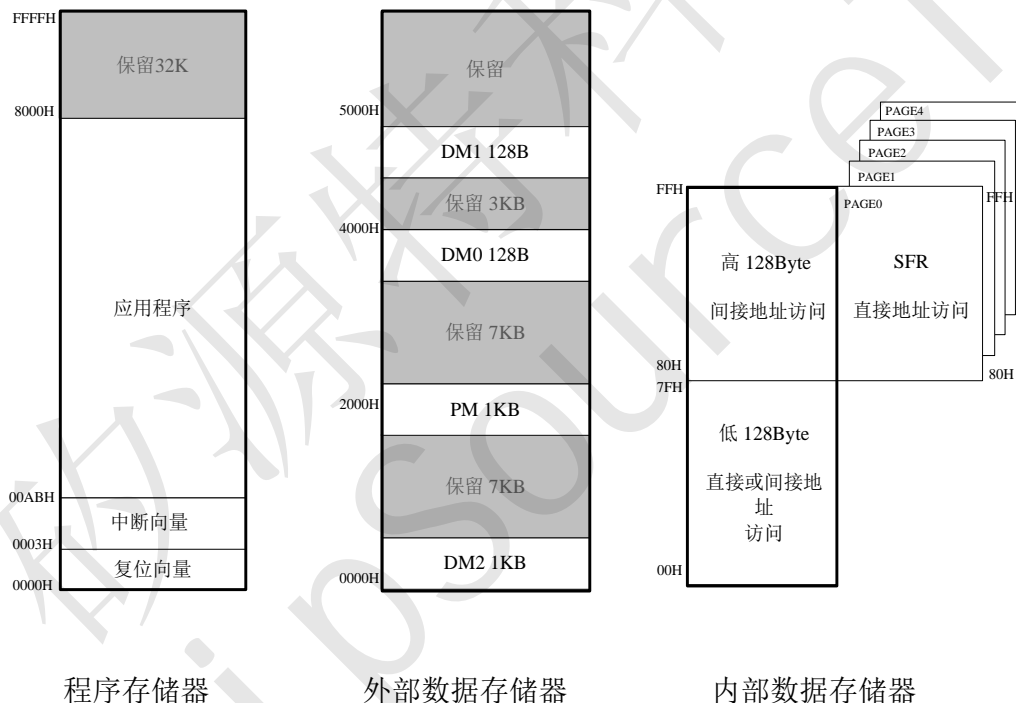 FFFFH
保留32K
8000H
应用程序
00ABH
中断向量
0003H
复位向量
0000H
程序存储器
保留
5000H
DM1 128B
保留 3KB
4000H
DM0 128B
保留 7KB
2000H
PM 1KB
保留 7KB
DM2 1KB
0000H
外部数据存储器
PAGE4
PAGE3
PAGE2
PAGE1
PAGE0
FFH
FFH
高 128Byte
间接地址访问
SFR
直接地址访问
80H
80H
7FH
低 128Byte
直接或间接地
址
访问
00H
内部数据存储器
矽源特科
ipSource